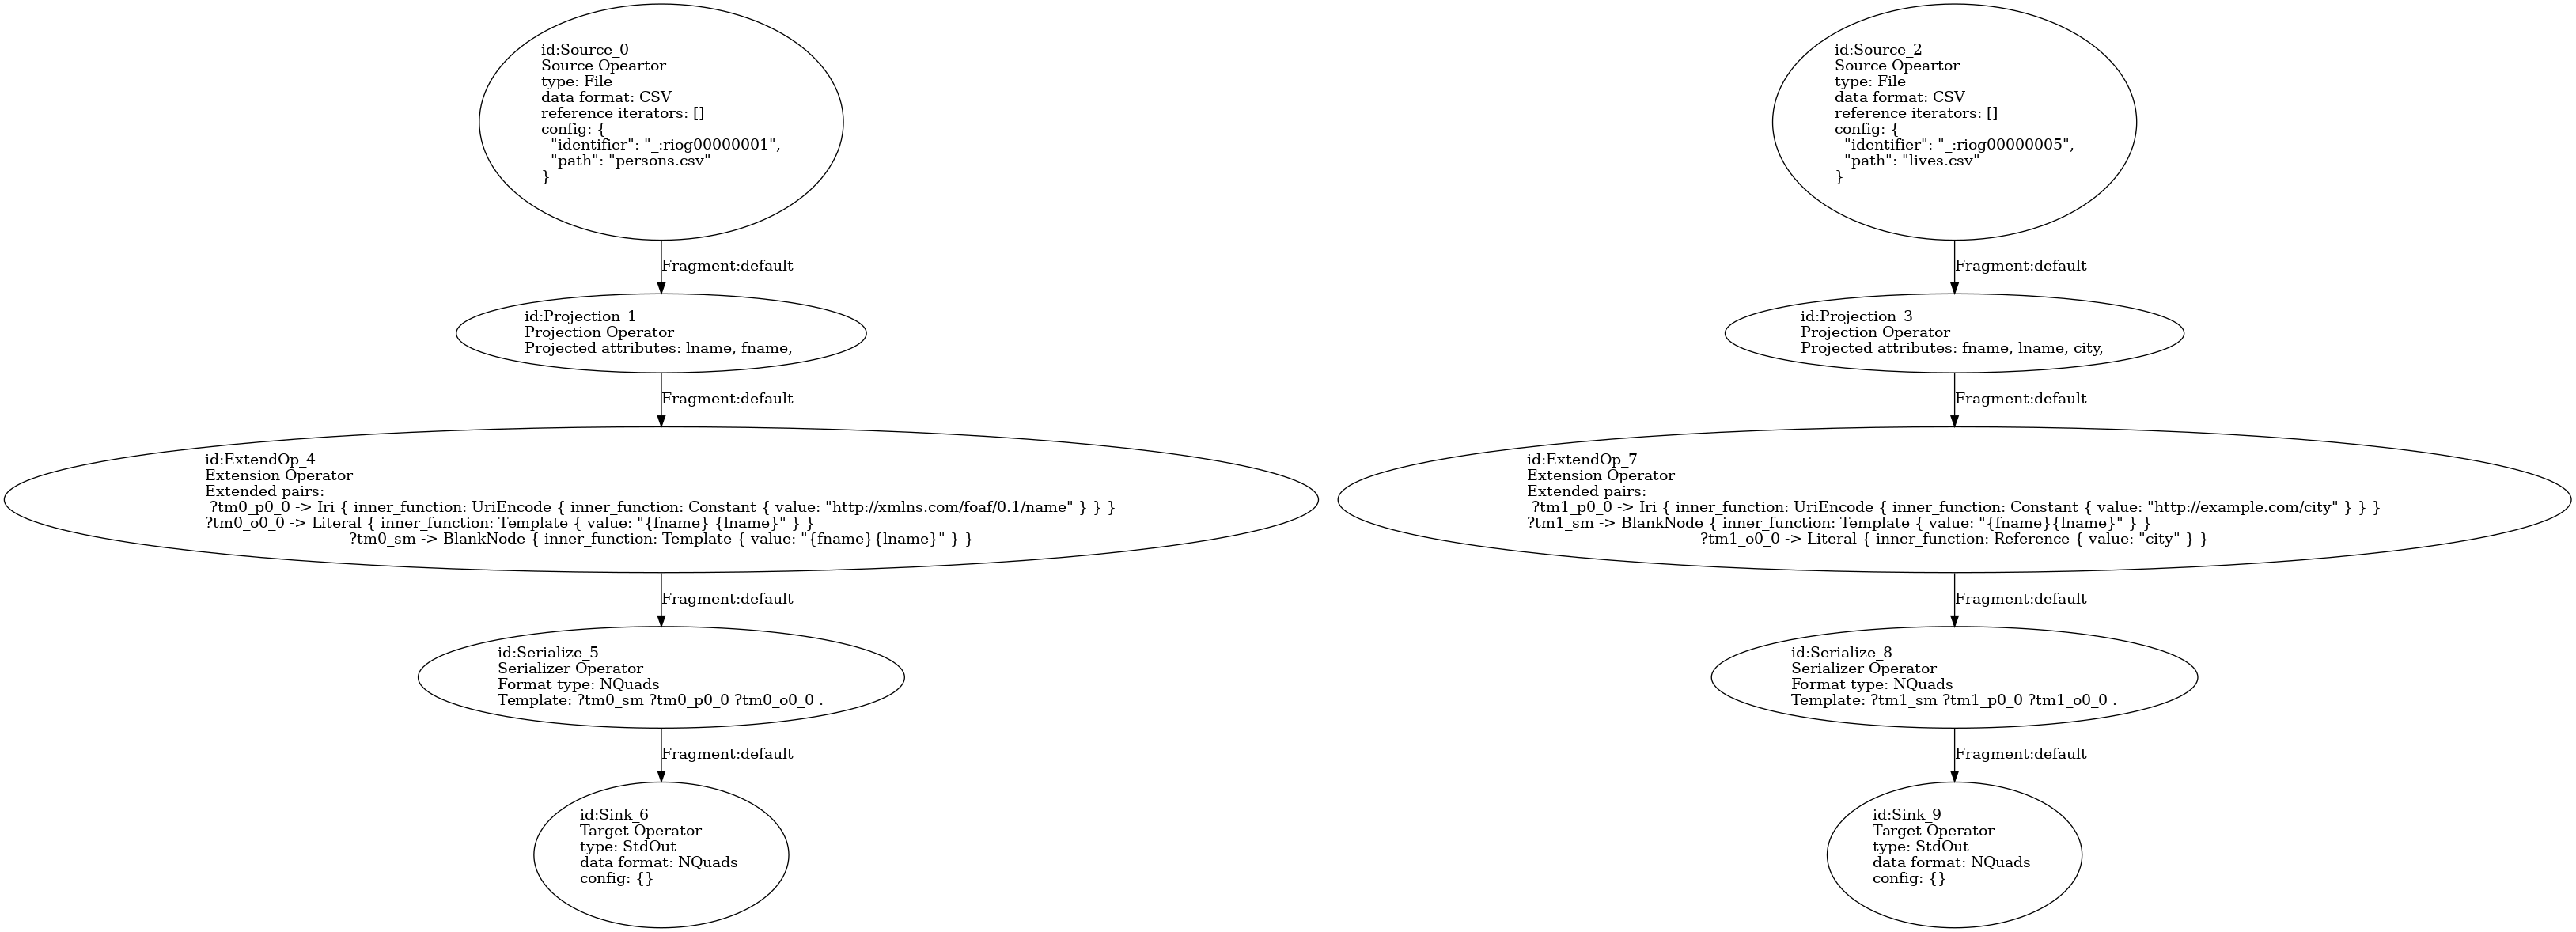 id:Source_0
Source Opeartor
type: File
data format: CSV
reference iterators: []
config: {
"identifier": "_:riog00000001",
"path": "persons.csv"
}
Fragment:default
id:Projection_1
Projection Operator
Projected attributes: lname, fname,
Fragment:default
id:ExtendOp_4
Extension Operator
Extended pairs:
?tm0_p0_0 -> Iri { inner_function: UriEncode { inner_function: Constant { value: "http://xmlns.com/foaf/0.1/name" } } }
?tm0_o0_0 -> Literal { inner_function: Template { value: "{fname} {lname}" } }
?tm0_sm -> BlankNode { inner_function: Template { value: "{fname}{lname}" } }
Fragment:default
id:Serialize_5
Serializer Operator
Format type: NQuads
Template: ?tm0_sm ?tm0_p0_0 ?tm0_o0_0 .
Fragment:default
id:Sink_6
Target Operator
type: StdOut
data format: NQuads
config: {}
id:Source_2
Source Opeartor
type: File
data format: CSV
reference iterators: []
config: {
"identifier": "_:riog00000005",
"path": "lives.csv"
}
Fragment:default
id:Projection_3
Projection Operator
Projected attributes: fname, lname, city,
Fragment:default
id:ExtendOp_7
Extension Operator
Extended pairs:
?tm1_p0_0 -> Iri { inner_function: UriEncode { inner_function: Constant { value: "http://example.com/city" } } }
?tm1_sm -> BlankNode { inner_function: Template { value: "{fname}{lname}" } }
?tm1_o0_0 -> Literal { inner_function: Reference { value: "city" } }
Fragment:default
id:Serialize_8
Serializer Operator
Format type: NQuads
Template: ?tm1_sm ?tm1_p0_0 ?tm1_o0_0 .
Fragment:default
id:Sink_9
Target Operator
type: StdOut
data format: NQuads
config: {}